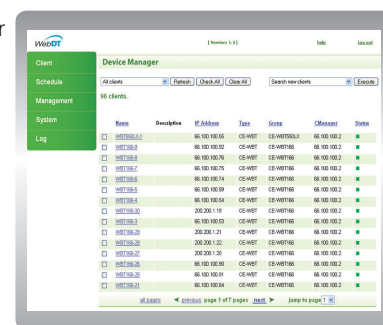 r
WebDT
[ Version: 1.0 ]
help
Log out
Client
Schedule
Management
System
Log
Device Manager
All clients
Refresh
Check All
Clear All
Search new clients
Execute
96 clients.
Name Description IP Address Type Group CManager Status
WBT550LX-1 66.100.100.55 CE-WBT CE-WBT550LX 66.100.100.2
WBT166-9 66.100.100.92 CE-WBT CE-WBT166 66.100.100.2
WBT166-8 66.100.100.76 CE-WBT CE-WBT166 66.100.100.2
WBT166-7 66.100.100.75 CE-WBT CE-WBT166 66.100.100.2
WBT166-6 66.100.100.74 CE-WBT CE-WBT166 66.100.100.2
WBT166-5 66.100.100.59 CE-WBT CE-WBT166 66.100.100.2
WBT166-4 66.100.100.54 CE-WBT CE-WBT166 66.100.100.2
WBT166-30 200.200.1.19 CE-WBT CE-WBT166 66.100.100.2
WBT166-3 66.100.100.53 CE-WBT CE-WBT166 66.100.100.2
WBT166-29 200.200.1.21 CE-WBT CE-WBT166 66.100.100.2
WBT166-28 200.200.1.22 CE-WBT CE-WBT166 66.100.100.2
WBT166-27 200.200.1.20 CE-WBT CE-WBT166 66.100.100.2
WBT166-26 66.100.100.90 CE-WBT CE-WBT166 66.100.100.2
WBT166-25 66.100.100.91 CE-WBT CE-WBT166 66.100.100.2
WBT166-21 66.100.100.84 CE-WBT CE-WBT166 66.100.100.2
all pages previous page 1 of 7 pages next jump to page 1